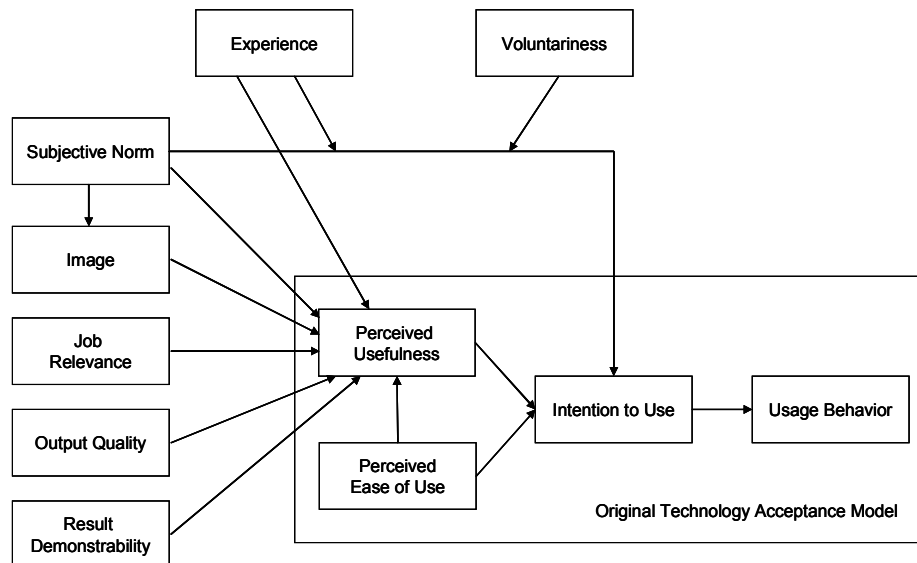 Experience
Voluntariness
Subjective Norm
Image
Job
Relevance
Output Quality
Result
Demonstrability
Perceived
Usefulness
Perceived
Ease of Use
Intention to Use
Usage Behavior
Original Technology Acceptance Model